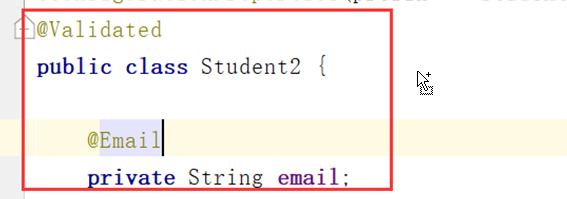 @Validated
public class Student2 {
@Email
private String email;